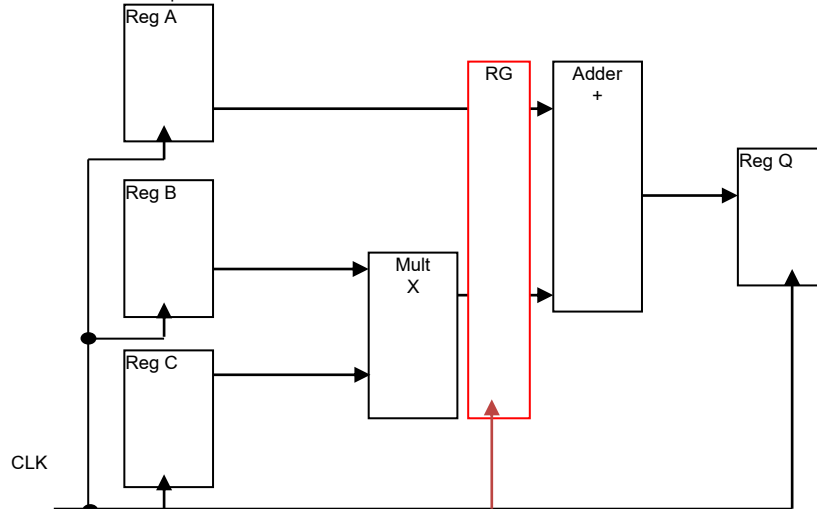 Reg A
RG
Adder
+
Reg Q
Reg B
Mult
X
Reg C
CLK